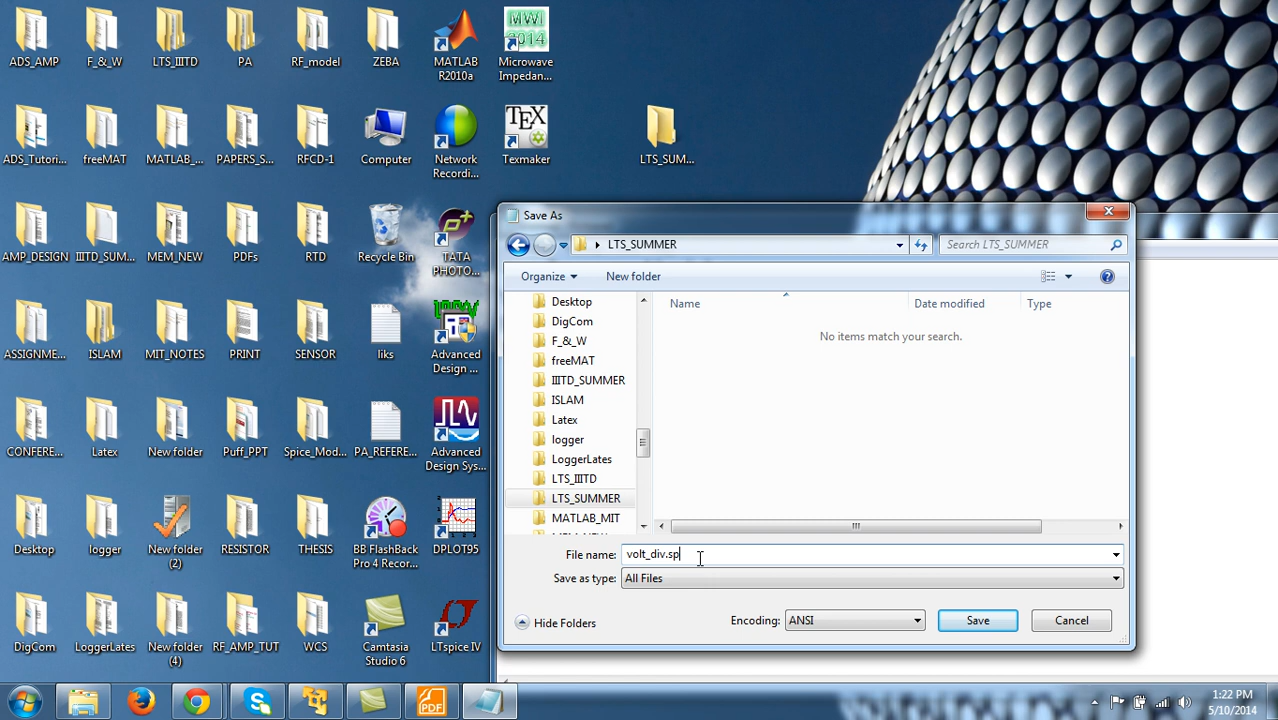 ADS_AMP
F_&_W
LTS_IIITD
PA
RF_model
ZEBA
MATLAB
R2010a
MWI
2014
Microwave
Impedan...
ADS_Tutori...
freeMAT
MATLAB_...
PAPERS_S...
RFCD-1
Computer
Network
Recordi...
TEX
Texmaker
LTS_SUM...
AMP_DESIGN
IIITD_SUM...
MEM_NEW
PDFs
RTD
Recycle Bin
TATA
PHOTO...
ASSIGNME...
ISLAM
MIT_NOTES
PRINT
SENSOR
liks
Advanced
Design ...
CONFERE...
Latex
New folder
Puff_PPT
Spice_Mod...
PA_REFERE...
Advanced
Design Sys...
Desktop
logger
New folder
(2)
RESISTOR
THESIS
BB FlashBack
Pro 4 Recor...
DPLOT95
DigCom
LoggerLates
New folder
(4)
RF_AMP_TUT
WCS
Camtasia
Studio 6
LTspice IV
Save As
LTS_SUMMER
Search LTS_SUMMER
Organize
New folder
Desktop
DigCom
F_&_W
freeMAT
IIITD_SUMMER
ISLAM
Latex
logger
LoggerLates
LTS_IIITD
LTS_SUMMER
MATLAB_MIT
Name
Date modified
Type
No items match your search.
File name:
volt_div.sp
Save as type:
All Files
Hide Folders
Encoding:
ANSI
Save
Cancel
PDF
1:22 PM
5/10/2014